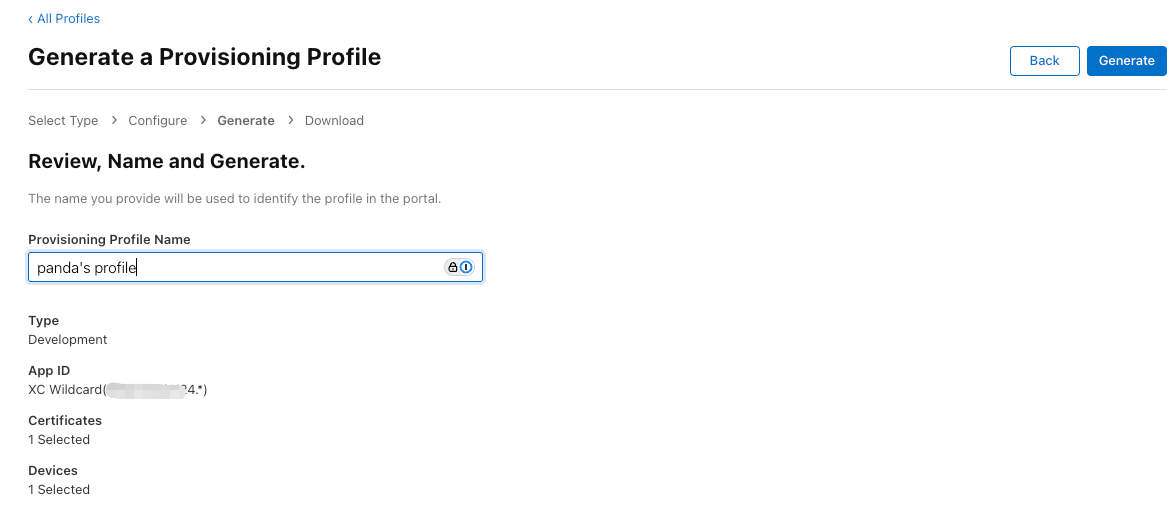 ‹ All Profiles
Generate a Provisioning Profile
Back
Generate
Select Type > Configure > Generate > Download
Review, Name and Generate.
The name you provide will be used to identify the profile in the portal.
Provisioning Profile Name
panda's profile
Type
Development
App ID
XC Wildcard( 24.*)
Certificates
1 Selected
Devices
1 Selected